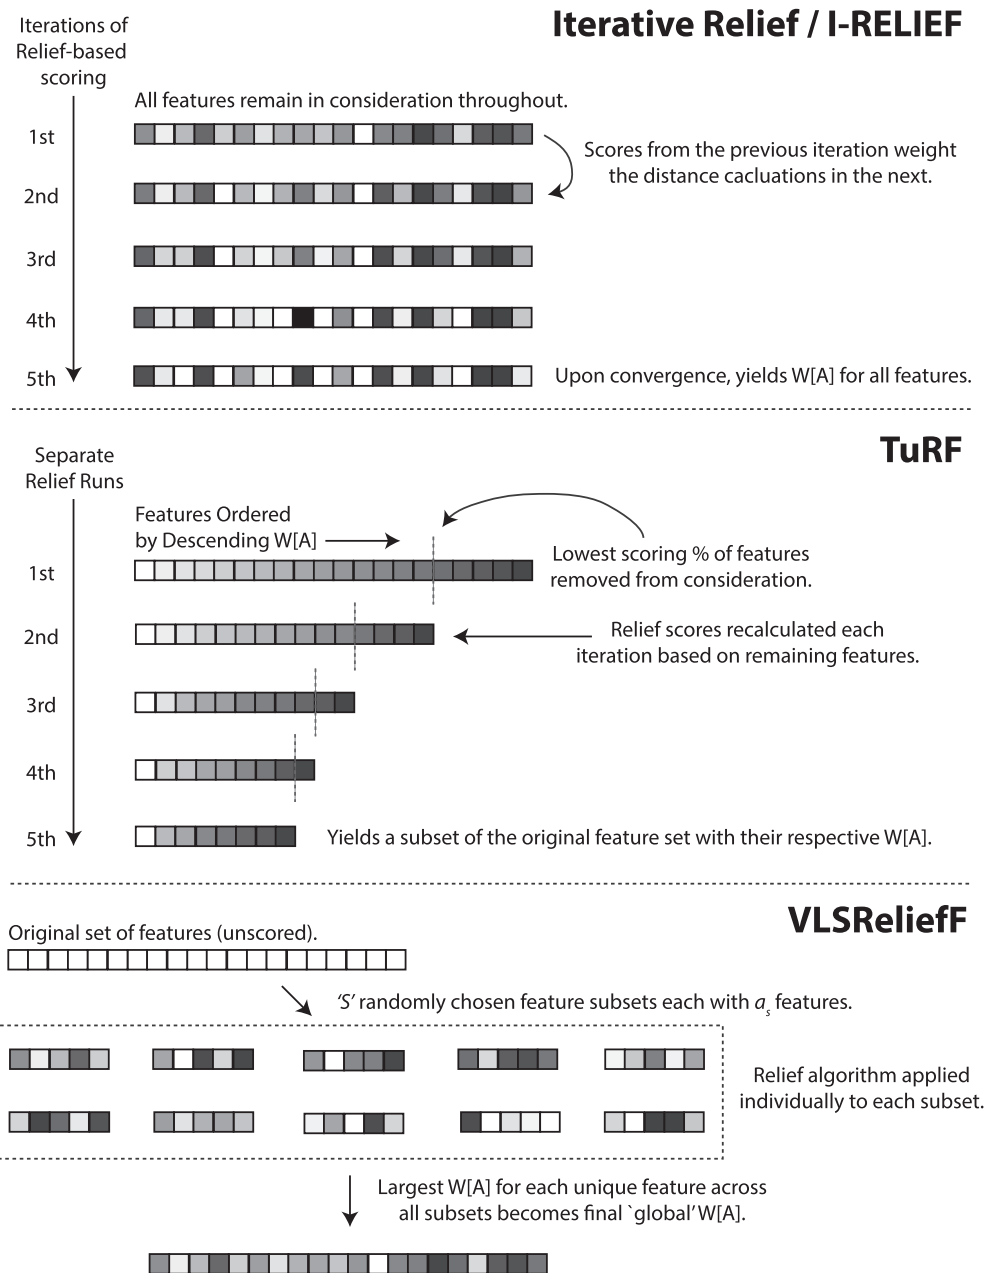 Iterative Relief / I-RELIEF
Iterations of
Relief-based
scoring
All features remain in consideration throughout.
1st
Scores from the previous iteration weight
the distance cacluations in the next.
2nd
3rd
4th
5th
Upon convergence, yields W[A] for all features.
TuRF
Separate
Relief Runs
Features Ordered
by Descending W[A]
Lowest scoring % of features
removed from consideration.
1st
2nd
Relief scores recalculated each
iteration based on remaining features.
3rd
4th
5th
Yields a subset of the original feature set with their respective W[A].
VLSReliefF
Original set of features (unscored).
‘S’ randomly chosen feature subsets each with as features.
Relief algorithm applied
individually to each subset.
Largest W[A] for each unique feature across
all subsets becomes final `global’ W[A].